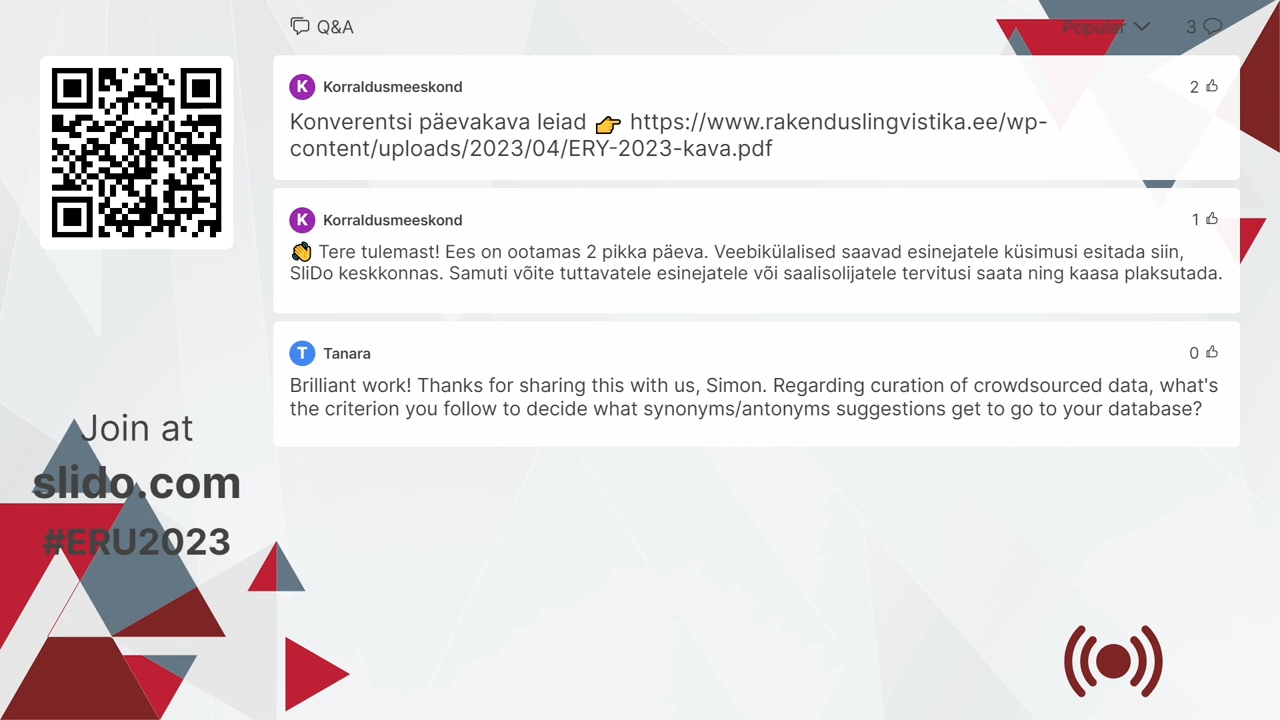 Q&A
Popular
3
K Korraldusmeeskond
2
Konverentsi päevakava leiad 👉 https://www.rakenduslingvistika.ee/wp-
content/uploads/2023/04/ERY-2023-kava.pdf
K Korraldusmeeskond
1
👏 Tere tulemast! Ees on ootamas 2 pikka päeva. Veebikülalised saavad esinejatele küsimusi esitada siin,
SliDo keskkonnas. Samuti võite tuttavatele esinejatele või saalisolijatele tervitusi saata ning kaasa plaksutada.
T Tanara
0
Brilliant work! Thanks for sharing this with us, Simon. Regarding curation of crowdsourced data, what's
the criterion you follow to decide what synonyms/antonyms suggestions get to go to your database?
Join at
slido.com
#ERU2023